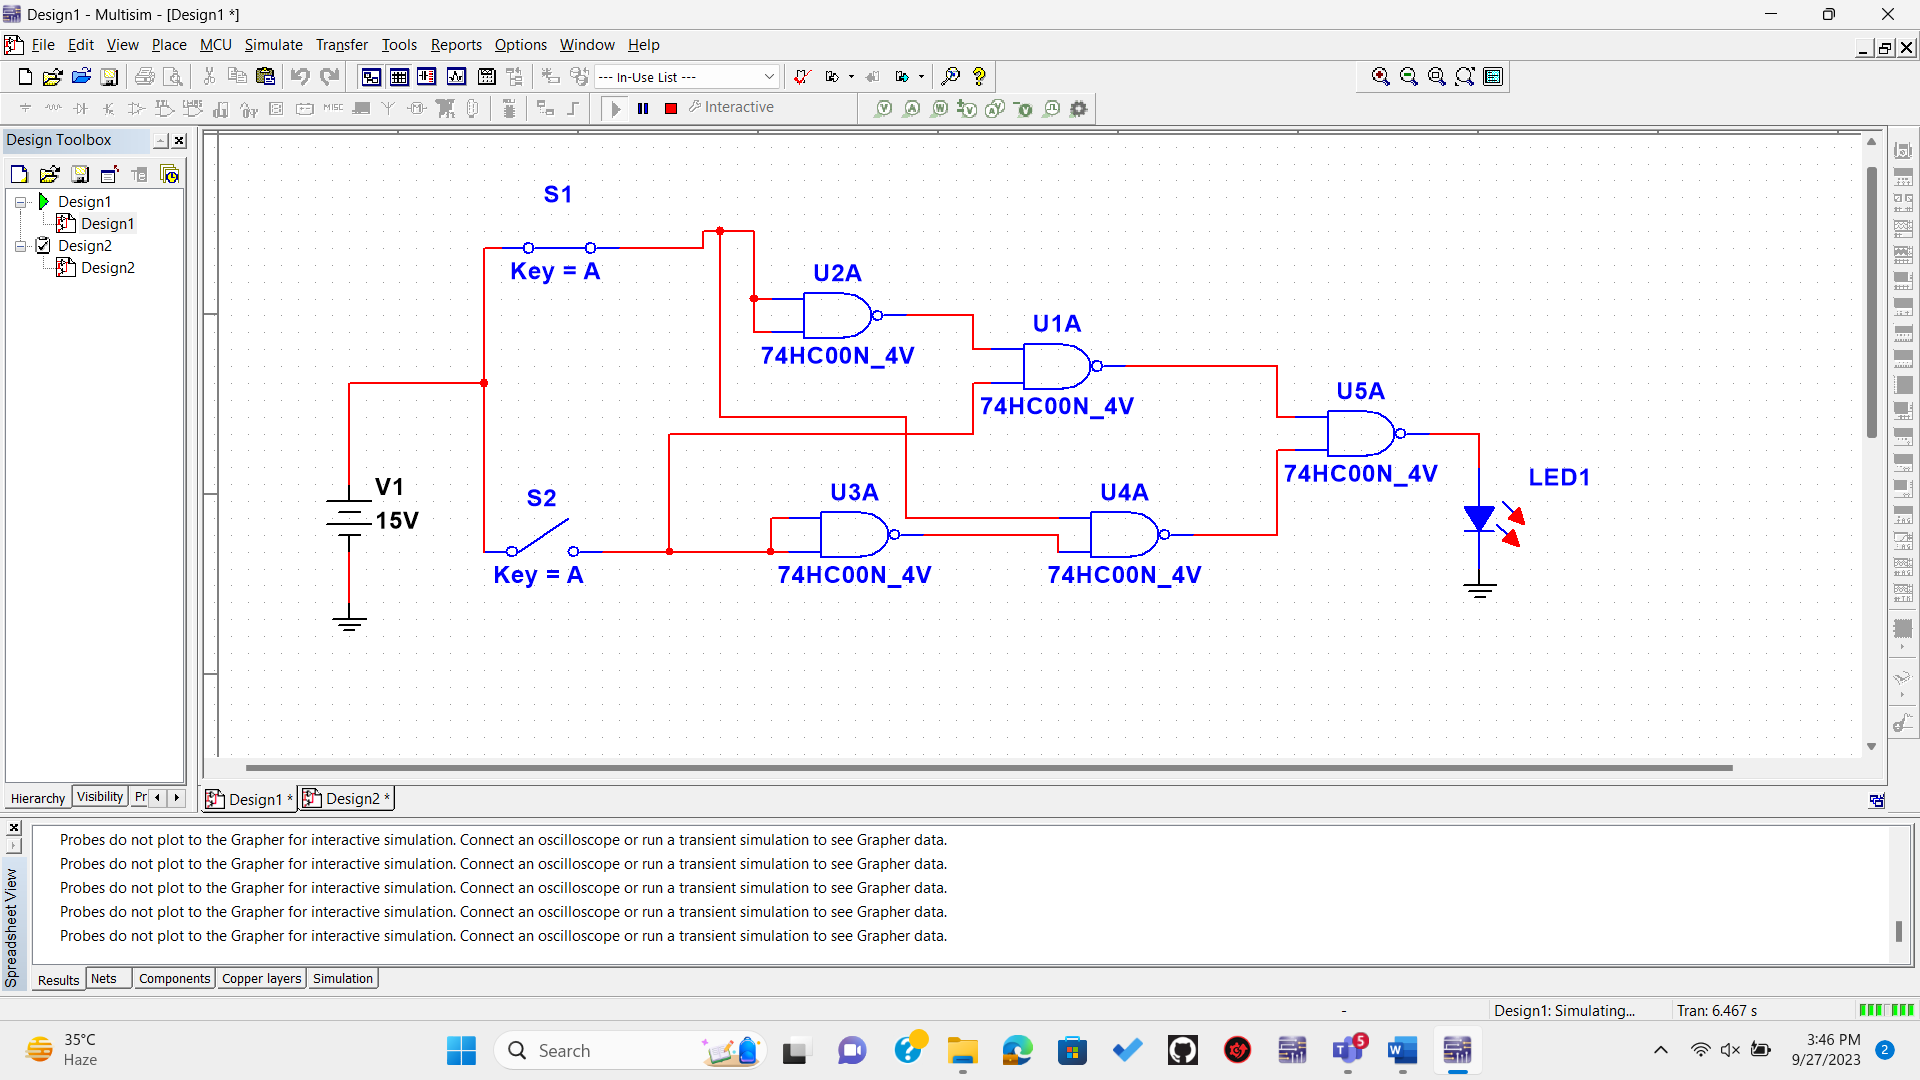 Design1 - Multisim - [Design1 *]
File Edit View Place MCU Simulate Transfer Tools Reports Options Window Help
--- In-Use List ---
MISC Interactive
Design Toolbox
Design1
Design1
Design2
Design2
Hierarchy Visibility Pr
S1
Key = A
U2A
74HC00N_4V
U1A
74HC00N_4V
U5A
74HC00N_4V
V1
15V
S2
Key = A
U3A
74HC00N_4V
U4A
74HC00N_4V
LED1
Design1 * Design2 *
Probes do not plot to the Grapher for interactive simulation. Connect an oscilloscope or run a transient simulation to see Grapher data.
Probes do not plot to the Grapher for interactive simulation. Connect an oscilloscope or run a transient simulation to see Grapher data.
Probes do not plot to the Grapher for interactive simulation. Connect an oscilloscope or run a transient simulation to see Grapher data.
Probes do not plot to the Grapher for interactive simulation. Connect an oscilloscope or run a transient simulation to see Grapher data.
Probes do not plot to the Grapher for interactive simulation. Connect an oscilloscope or run a transient simulation to see Grapher data.
Spreadsheet View
Results Nets Components Copper layers Simulation
- Design1: Simulating... Tran: 6.467 s
35°C
Haze
Search
5
3:46 PM
9/27/2023
2